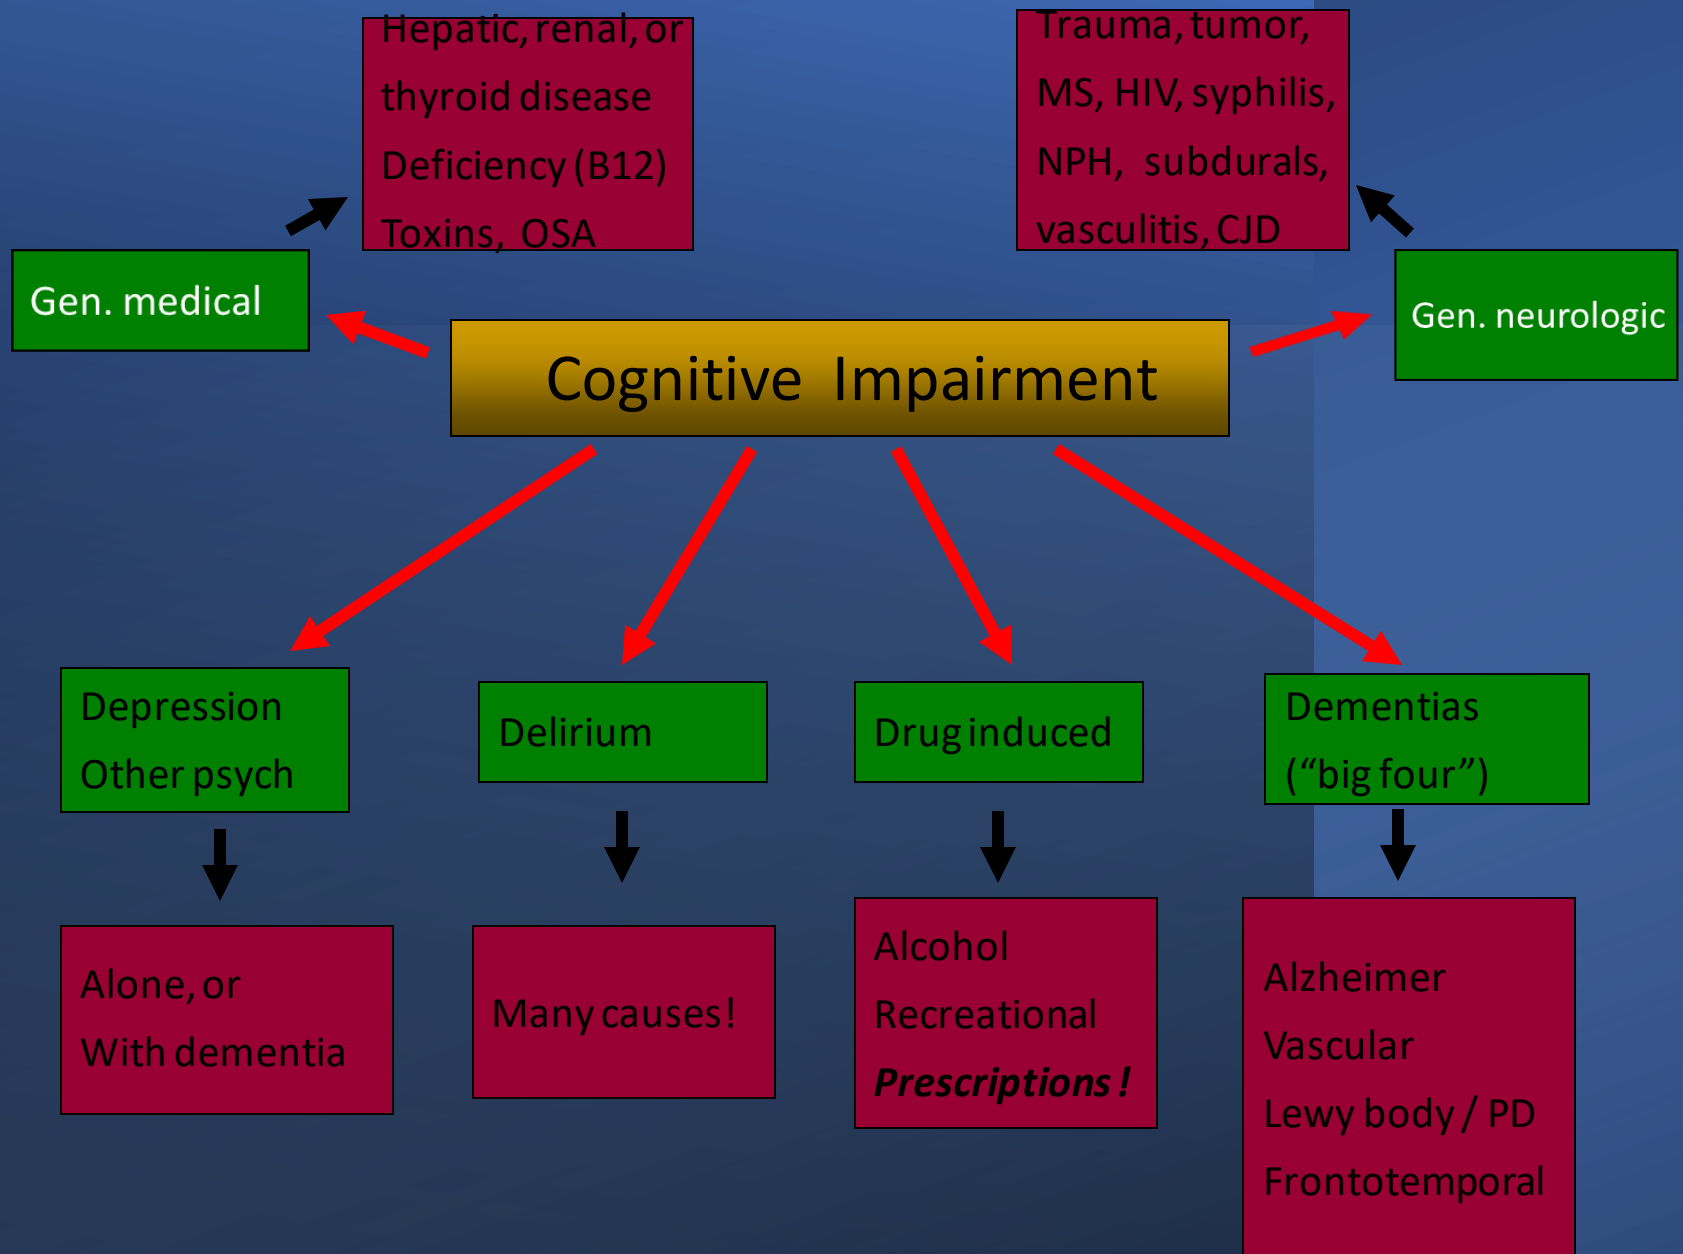 Hepatic, renal, or
thyroid disease
Deficiency (B12)
Toxins, OSA
Trauma, tumor,
MS, HIV, syphilis,
NPH, subdurals,
vasculitis, CJD
Gen. medical
Gen. neurologic
Cognitive Impairment
Depression
Other psych
Delirium
Drug induced
Dementias
(“big four”)
Alone, or
With dementia
Many causes!
Alcohol
Recreational
Prescriptions!
Alzheimer
Vascular
Lewy body / PD
Frontotemporal